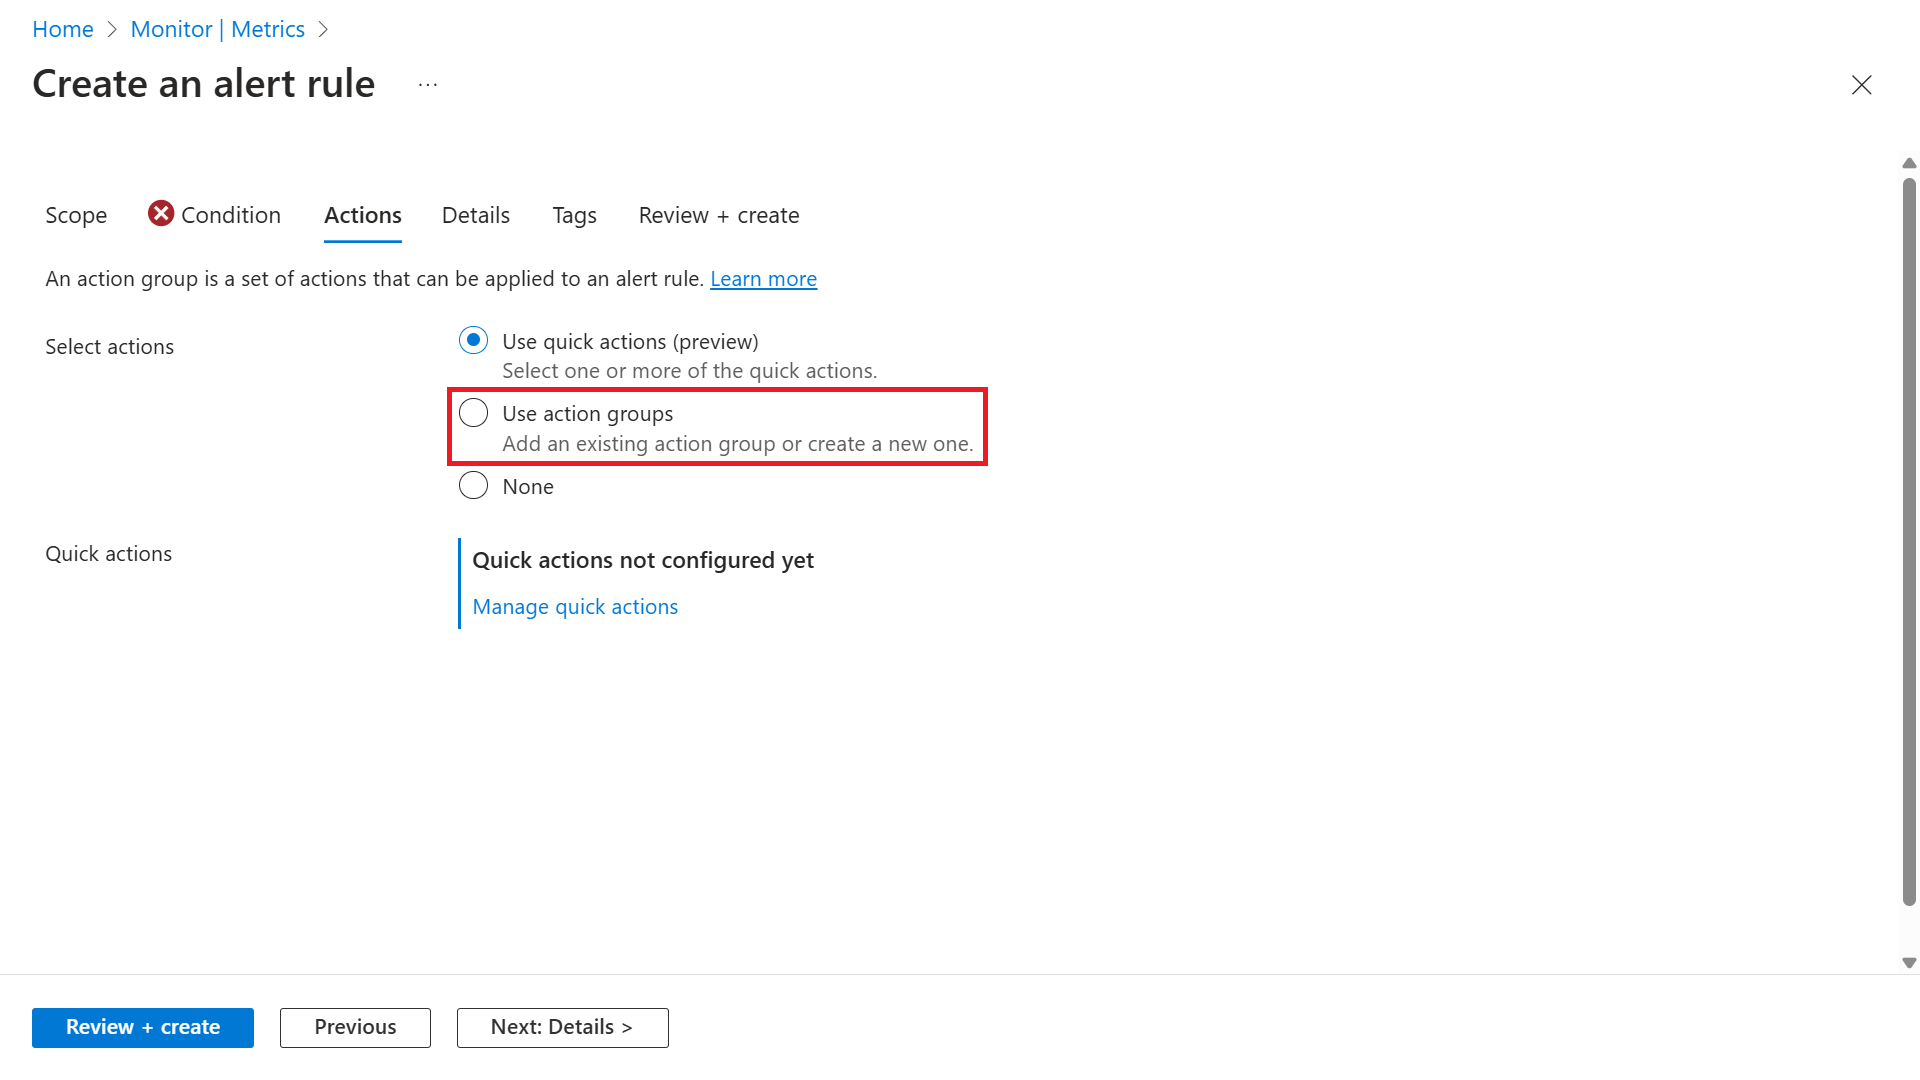 Home > Monitor | Metrics >
Create an alert rule ...
Scope Condition Actions Details Tags Review + create
An action group is a set of actions that can be applied to an alert rule. Learn more
Select actions
Use quick actions (preview)
Select one or more of the quick actions.
Use action groups
Add an existing action group or create a new one.
None
Quick actions
Quick actions not configured yet
Manage quick actions
Review + create Previous Next: Details >